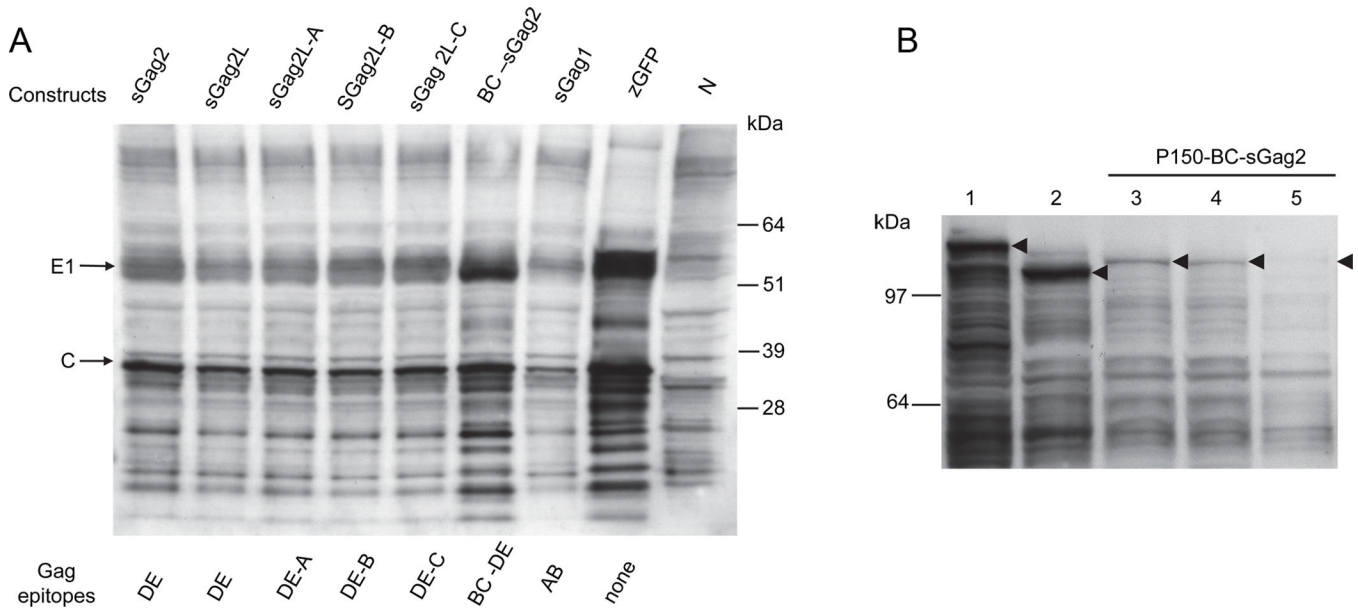 A
B
Constructs sGag2 sGag2L sGag2L-A SGag2L-B sGag 2L-C BC –sGag2 sGag1 zGFP N
kDa
64
51
39
28
E1
C
Gag epitopes DE DE DE-A DE-B DE-C BC -DE AB none
P150-BC-sGag2
1 2 3 4 5
kDa
97
64